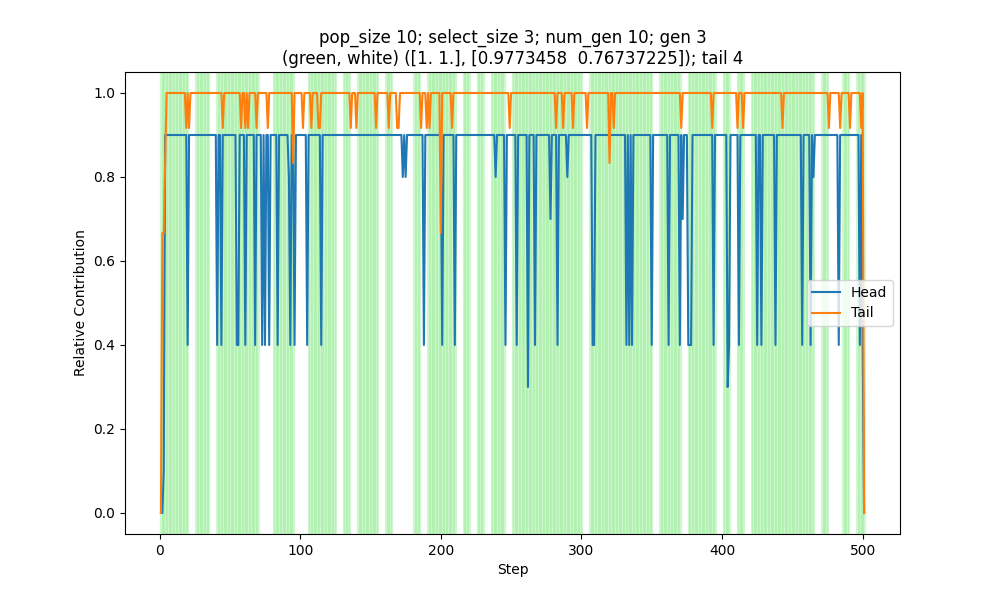 pop_size 10; select_size 3; num_gen 10; gen 3
(green, white) ([1. 1.], [0.9773458  0.76737225]); tail 4
1.0
0.8
0.6
0.4
0.2
0.0
Relative Contribution
Head
Tail
0
100
200
300
400
500
Step